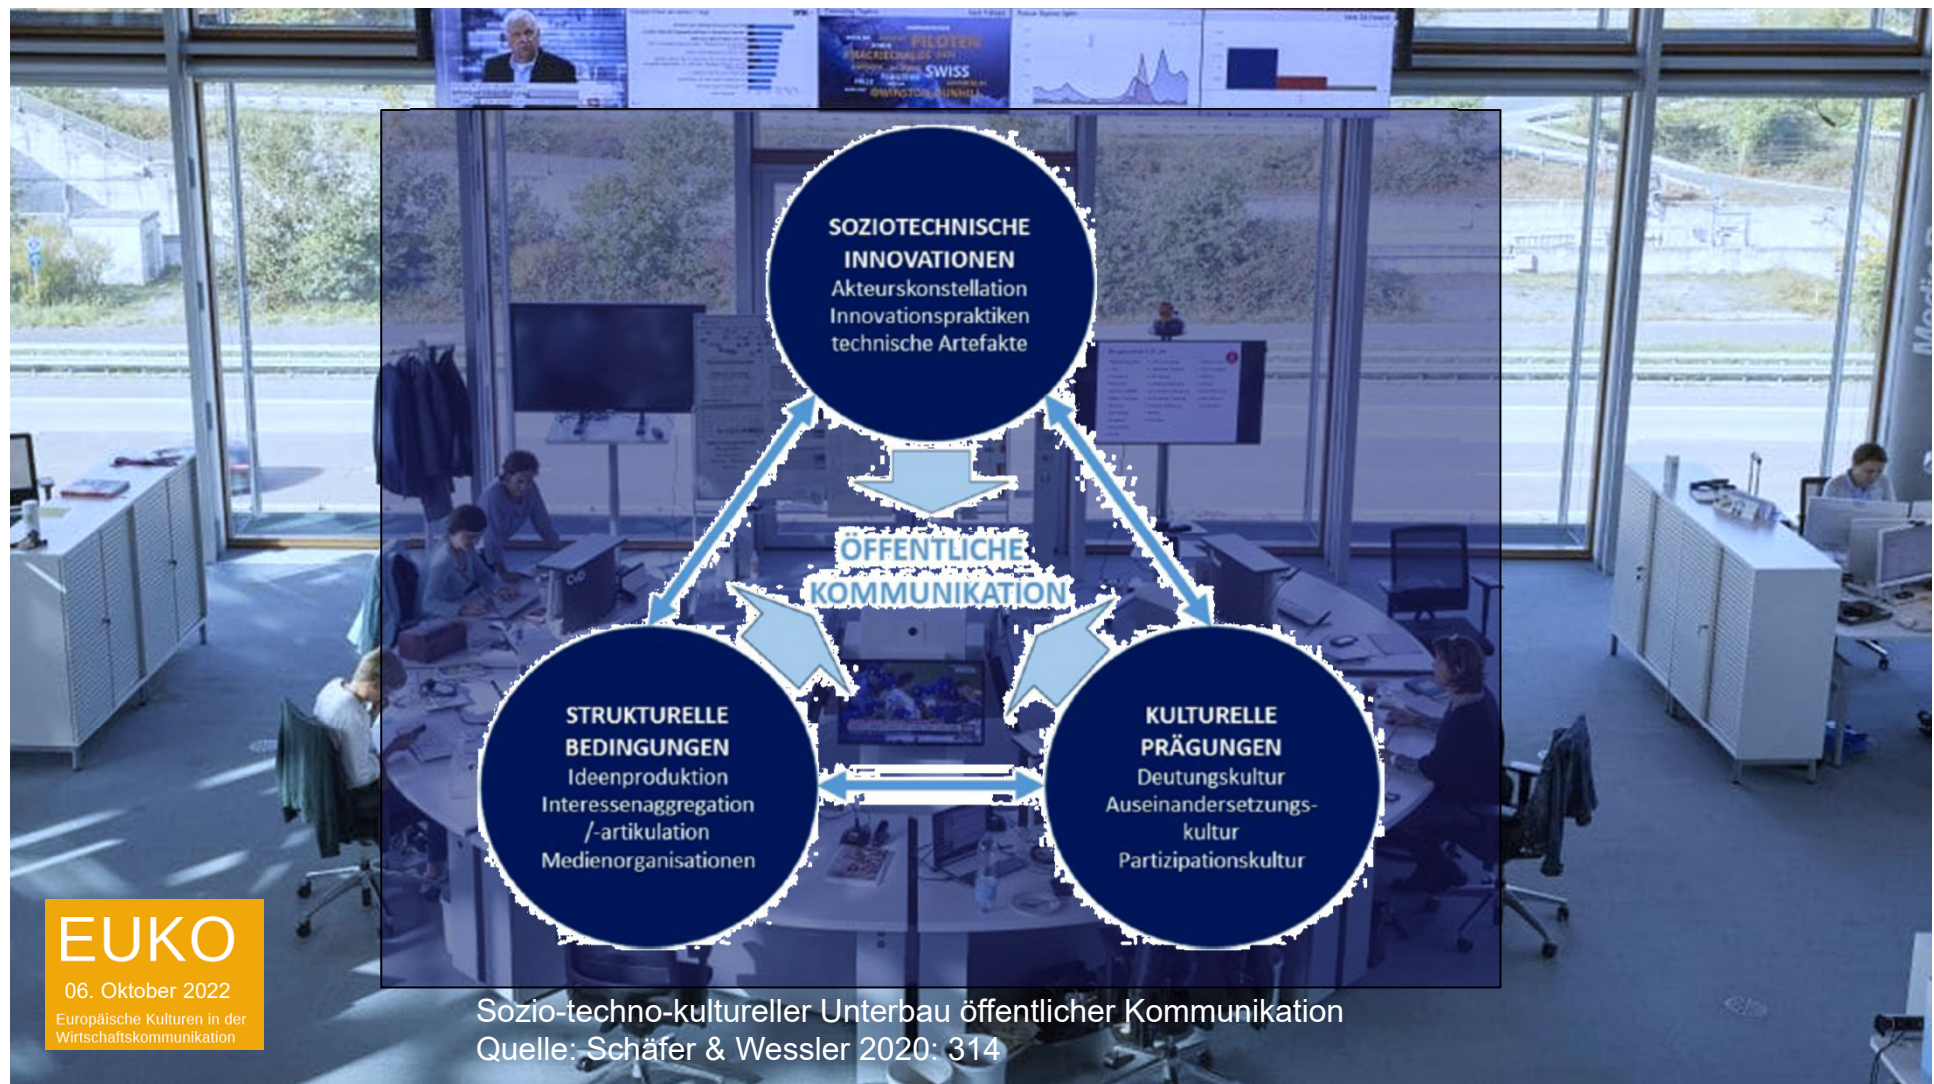 PILOTEN
SWISS
@WINSTON_DUNHILL
SOZIOTECHNISCHE
INNOVATIONEN
Akteurskonstellation
Innovationspraktiken
technische Artefakte
ÖFFENTLICHE
KOMMUNIKATION
STRUKTURELLE
BEDINGUNGEN
Ideenproduktion
Interessenaggregation
/-artikulation
Medienorganisationen
KULTURELLE
PRÄGUNGEN
Deutungskultur
Auseinandersetzungs-
kultur
Partizipationskultur
EUKO
06. Oktober 2022
Europäische Kulturen in der
Wirtschaftskommunikation
Sozio-techno-kultureller Unterbau öffentlicher Kommunikation
Quelle: Schäfer & Wessler 2020: 314